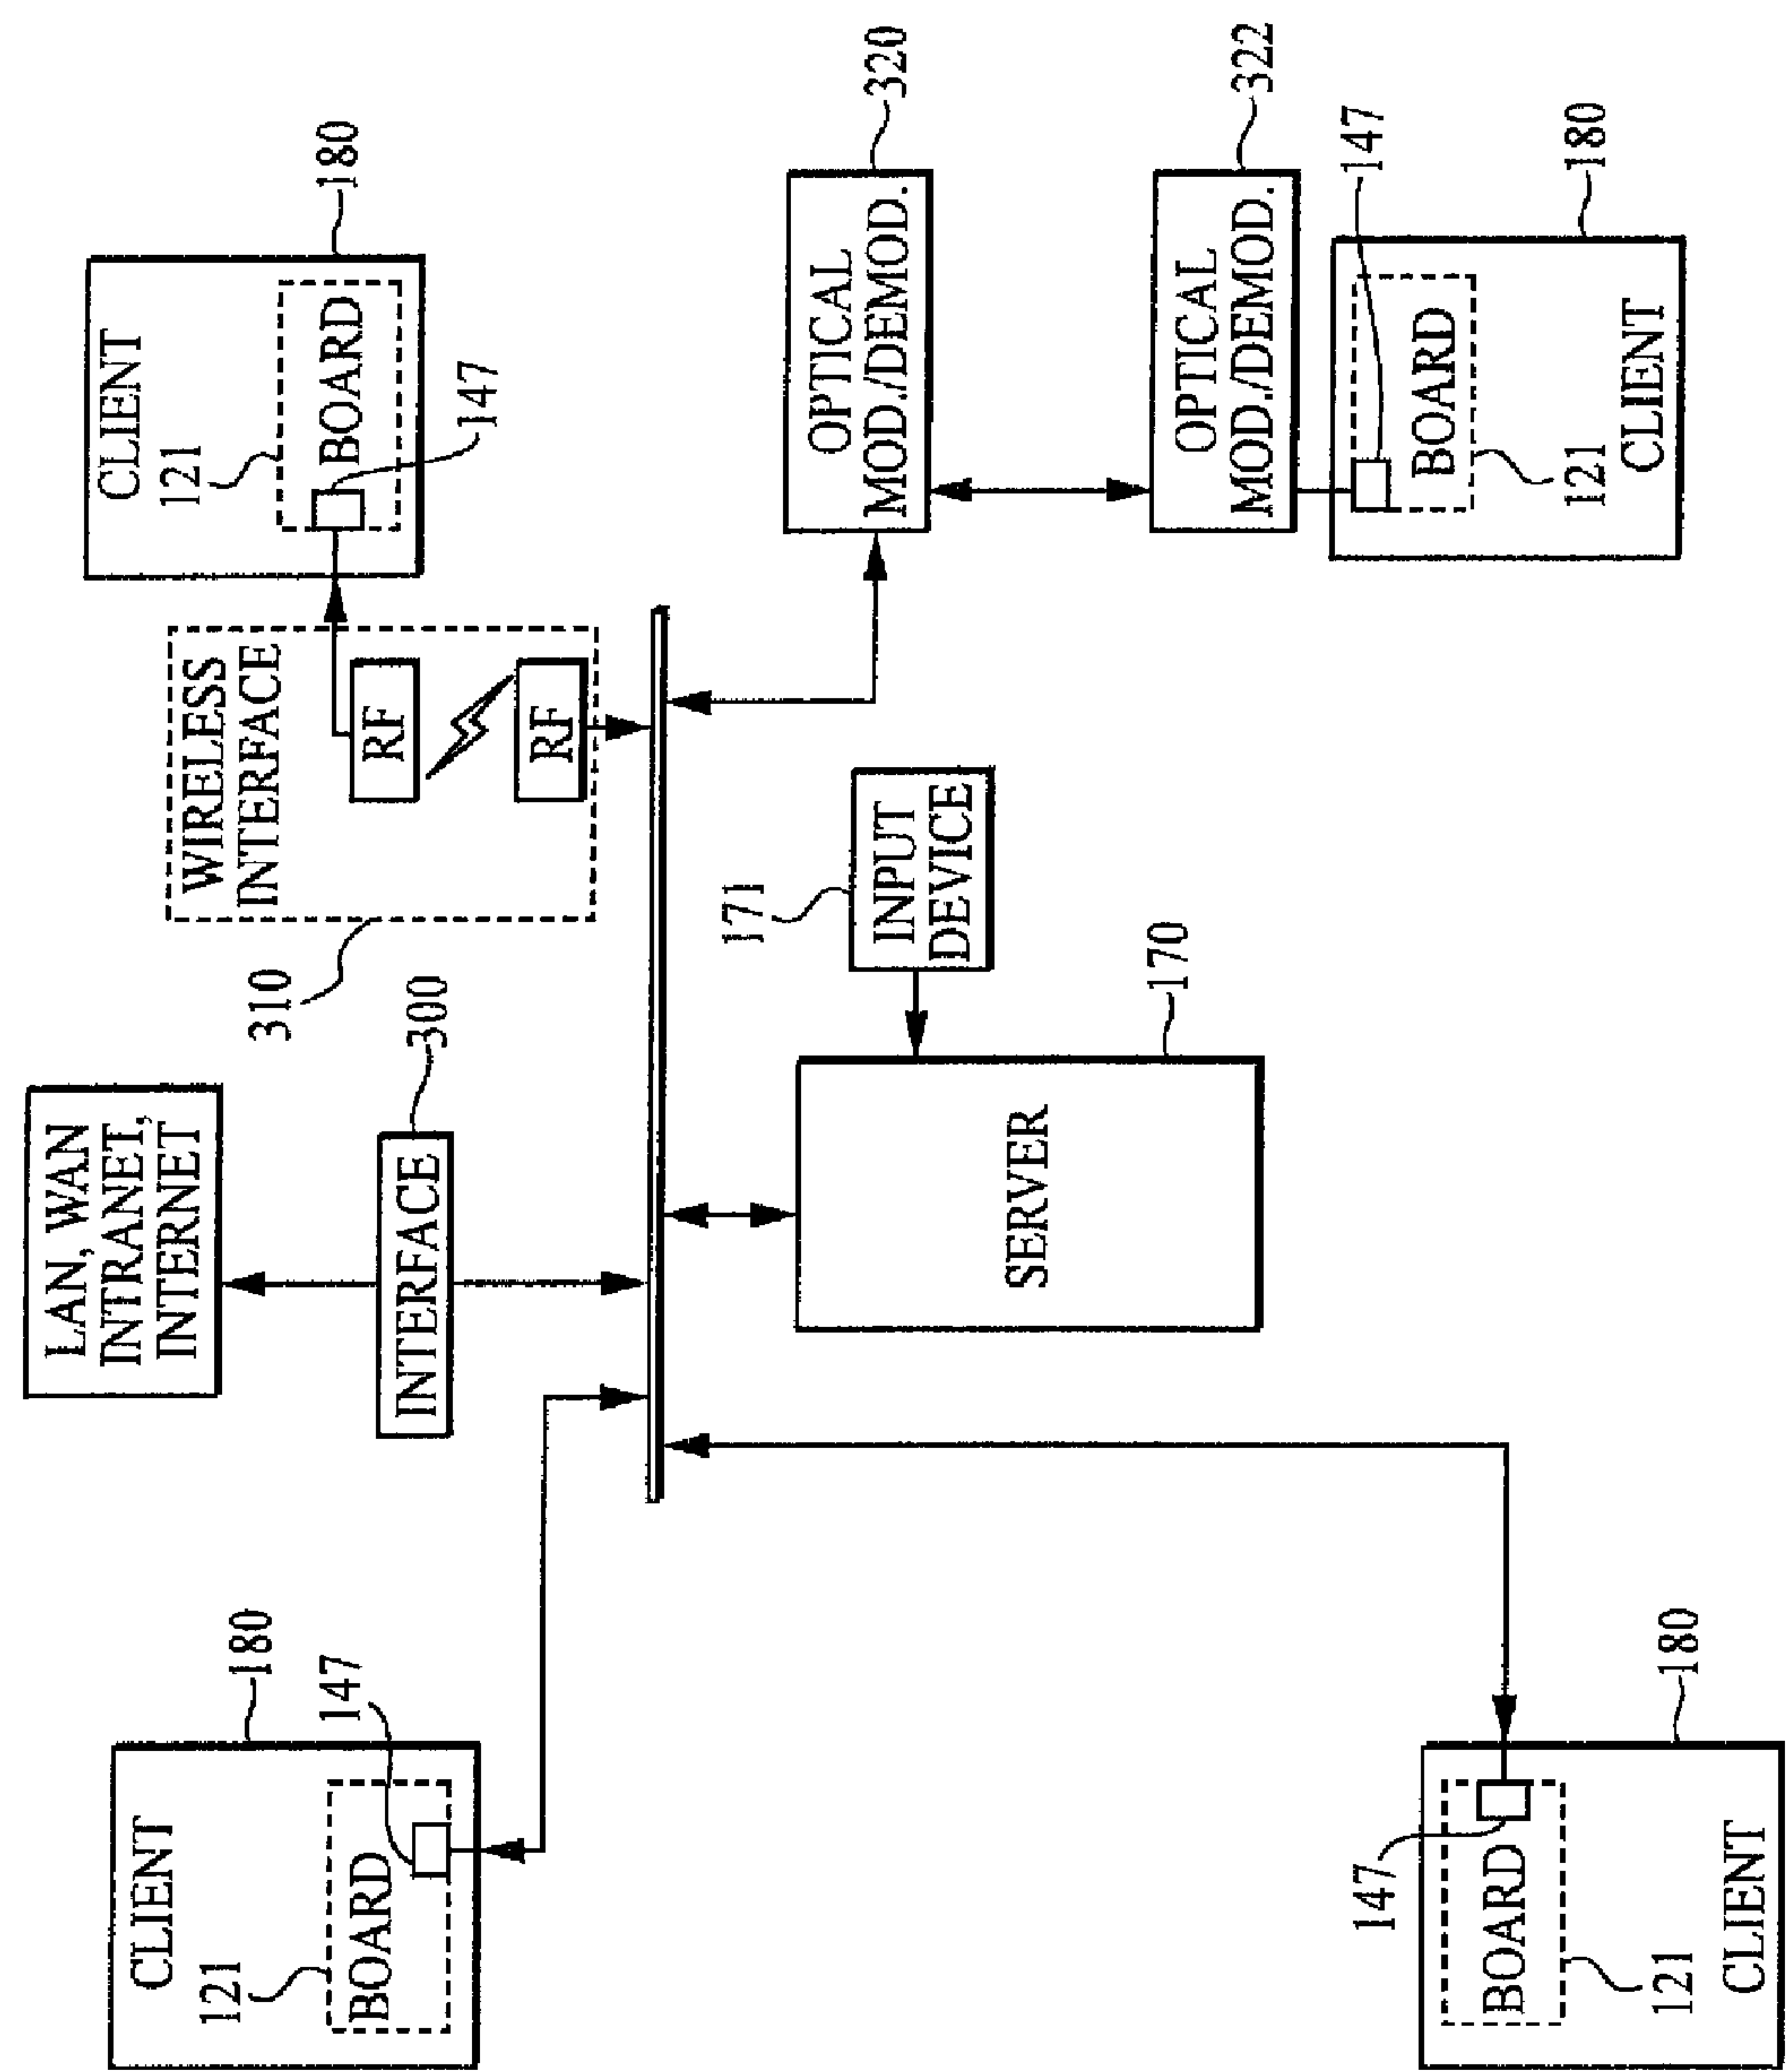 LAN, WAN
INTRANET,
INTERNET
CLIENT
180
121
BOARD
147
INTERFACE
300
WIRELESS
INTERFACE
310
RF
RF
CLIENT
180
121
BOARD
147
SERVER
170
171
INPUT
DEVICE
OPTICAL
MOD./DEMOD.
320
OPTICAL
MOD./DEMOD.
322
147
BOARD
121
CLIENT
180
147
BOARD
121
CLIENT
180